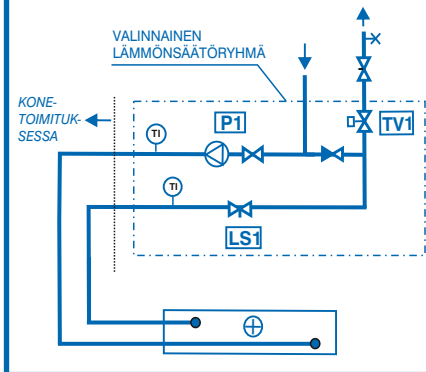 VALINNAINEN
LÄMMÖNSÄÄTÖRYHMÄ
KONE-
TOIMITUK-
SESSA
TI
P1
TV1
TI
LS1